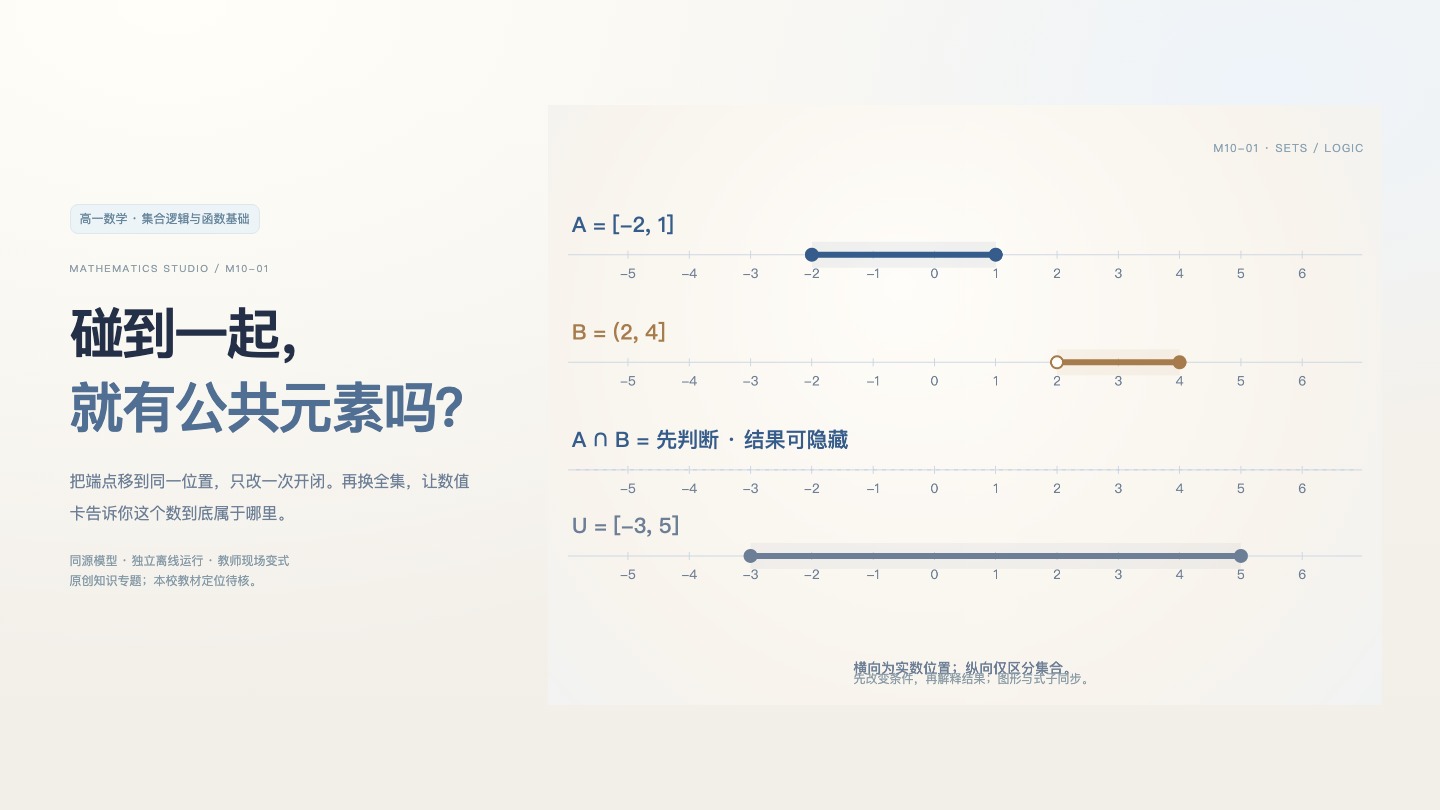 高一数学 · 集合逻辑与函数基础
MATHEMATICS STUDIO / M10-01
碰到一起,
就有公共元素吗?
把端点移到同一位置，只改一次开闭。再换全集，让数值
卡告诉你这个数到底属于哪里。
同源模型 · 独立离线运行 · 教师现场变式
原创知识专题；本校教材定位待核。
M10-01 · SETS / LOGIC
A = [−2, 1]
−5 −4 −3 −2 −1 0 1 2 3 4 5 6
B = (2, 4]
−5 −4 −3 −2 −1 0 1 2 3 4 5 6
A ∩ B = 先判断 · 结果可隐藏
−5 −4 −3 −2 −1 0 1 2 3 4 5 6
U = [−3, 5]
−5 −4 −3 −2 −1 0 1 2 3 4 5 6
横向为实数位置；纵向仅区分集合。
先改变条件，再解释结果；图形与式子同步。